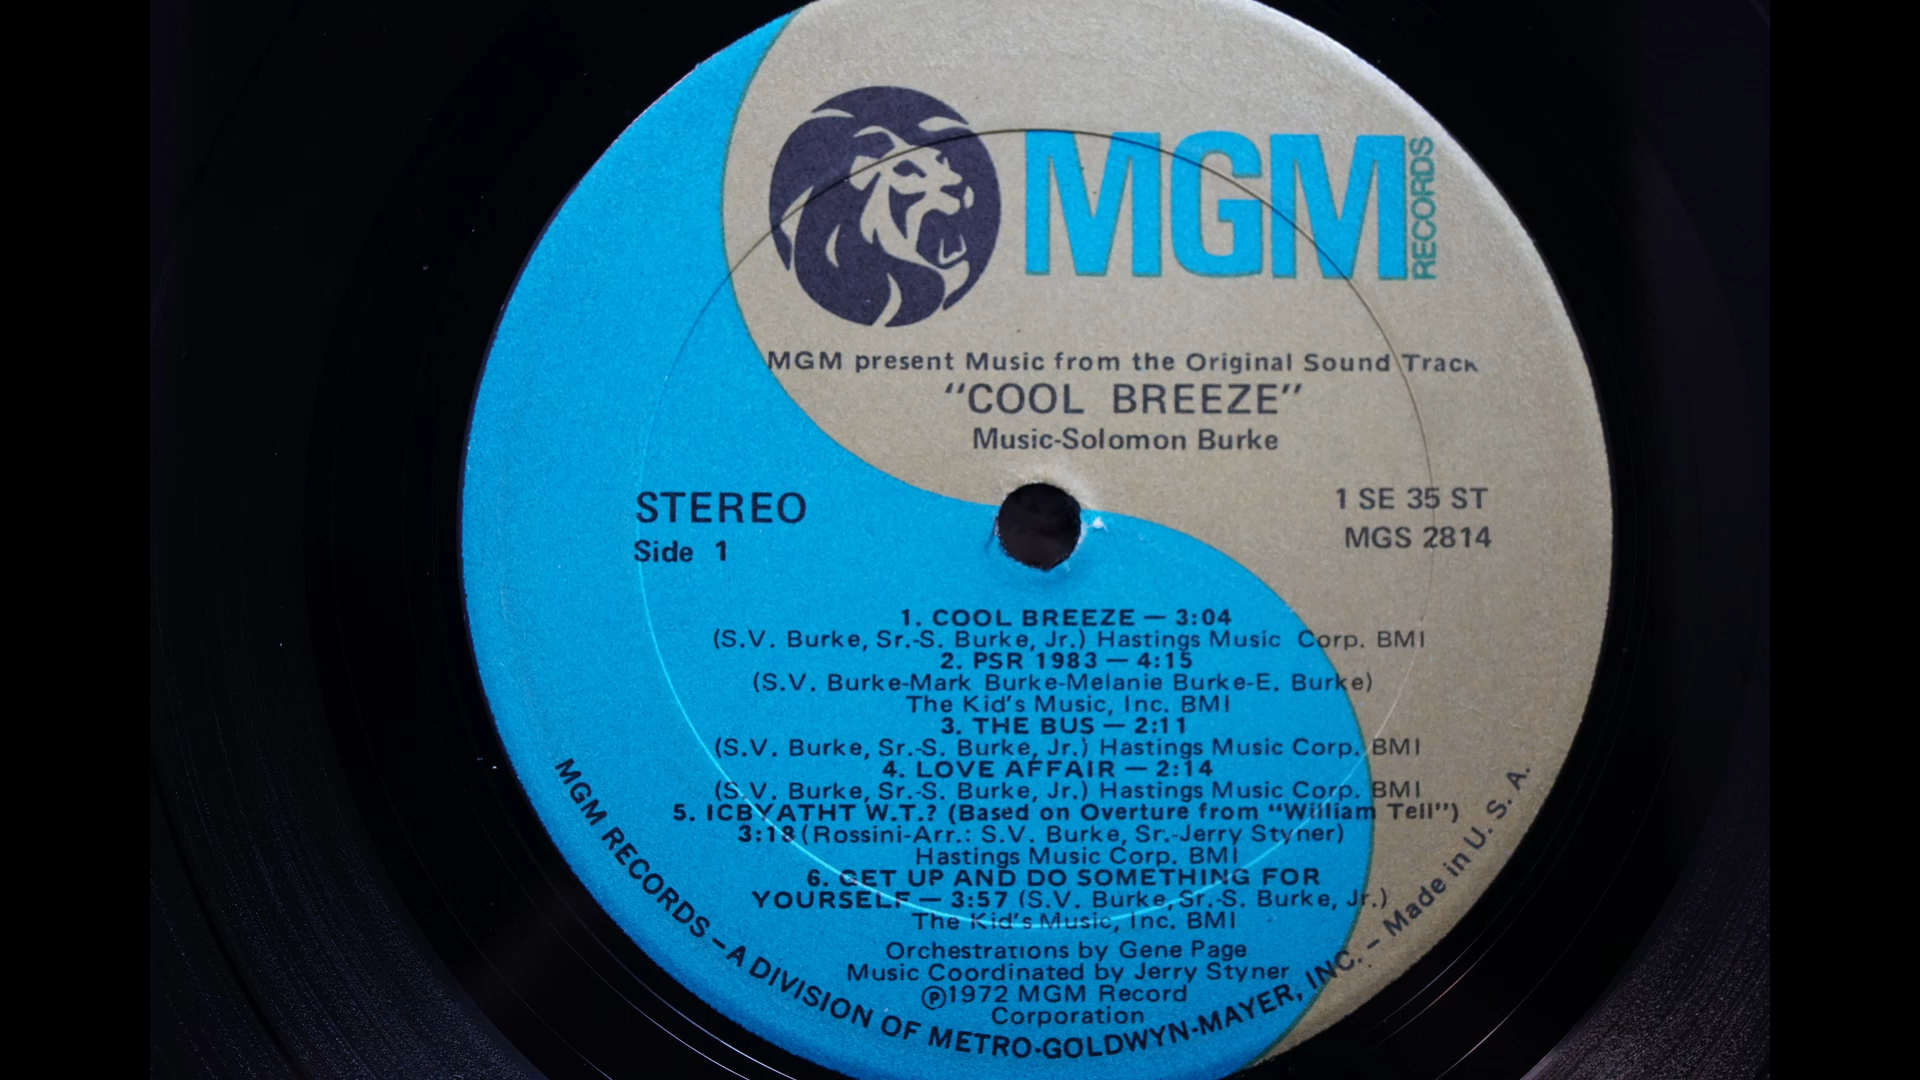 MGM
RECORDS
MGM present Music from the Original Sound Track
"COOL BREEZE"
Music-Solomon Burke
STEREO
Side 1
1 SE 35 ST
MGS 2814
1. COOL BREEZE — 3:04
(S.V. Burke, Sr.-S. Burke, Jr.) Hastings Music Corp. BMI
2. PSR 1983 — 4:15
(S.V. Burke-Mark Burke-Melanie Burke-E. Burke)
The Kid's Music, Inc. BMI
3. THE BUS — 2:11
(S.V. Burke, Sr.-S. Burke, Jr.) Hastings Music Corp. BMI
4. LOVE AFFAIR — 2:14
(S.V. Burke, Sr.-S. Burke, Jr.) Hastings Music Corp. BMI
5. ICBYATHT W.T.? (Based on Overture from "William Tell")
3:18 (Rossini-Arr.: S.V. Burke, Sr.-Jerry Styner)
Hastings Music Corp. BMI
6. GET UP AND DO SOMETHING FOR
YOURSELF — 3:57 (S.V. Burke, Sr.-S. Burke, Jr.)
The Kid's Music, Inc. BMI
Orchestrations by Gene Page
Music Coordinated by Jerry Styner
Ⓟ1972 MGM Record
Corporation
MGM RECORDS – A DIVISION OF METRO-GOLDWYN-MAYER, INC. – Made in U. S. A.